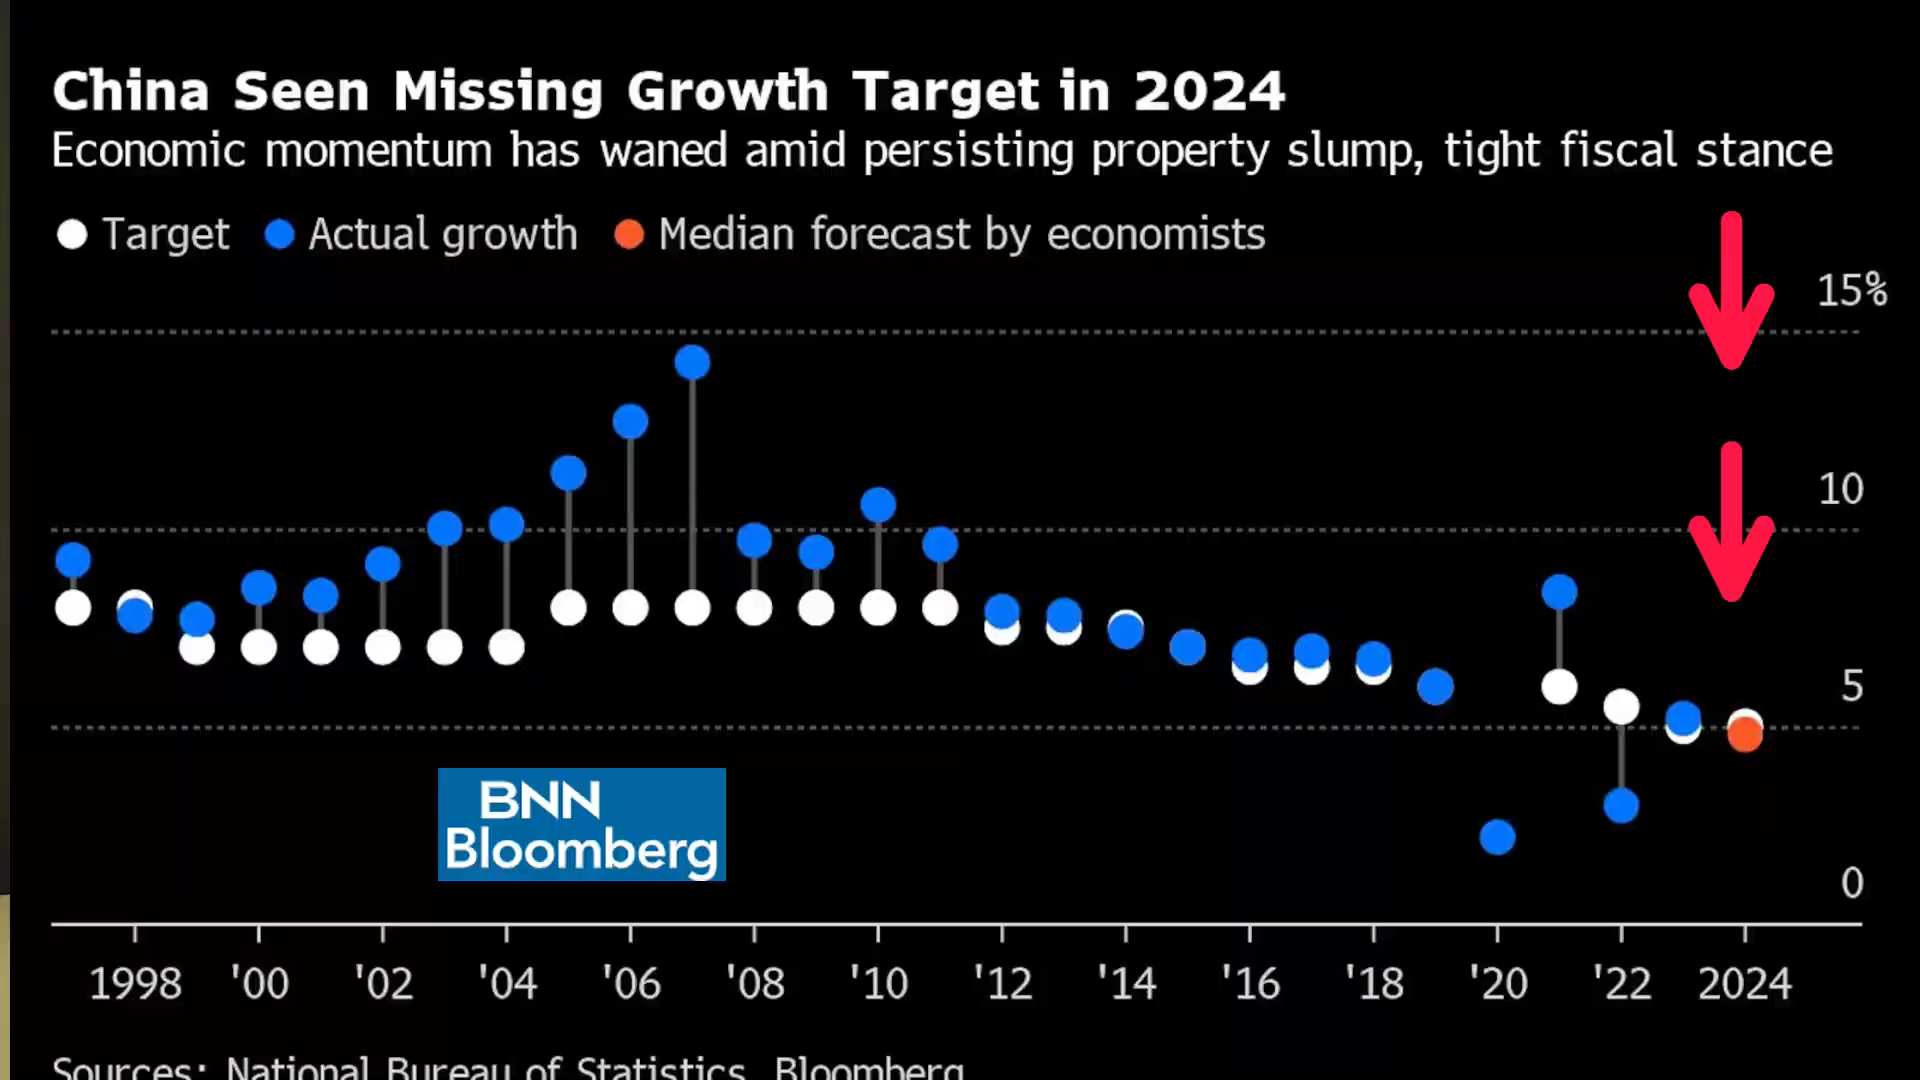 China Seen Missing Growth Target in 2024
Economic momentum has waned amid persisting property slump, tight fiscal stance
Target Actual growth Median forecast by economists
15%
10
5
0
BNN
Bloomberg
1998 '00 '02 '04 '06 '08 '10 '12 '14 '16 '18 '20 '22 2024
Sources: National Bureau of Statistics, Bloomberg